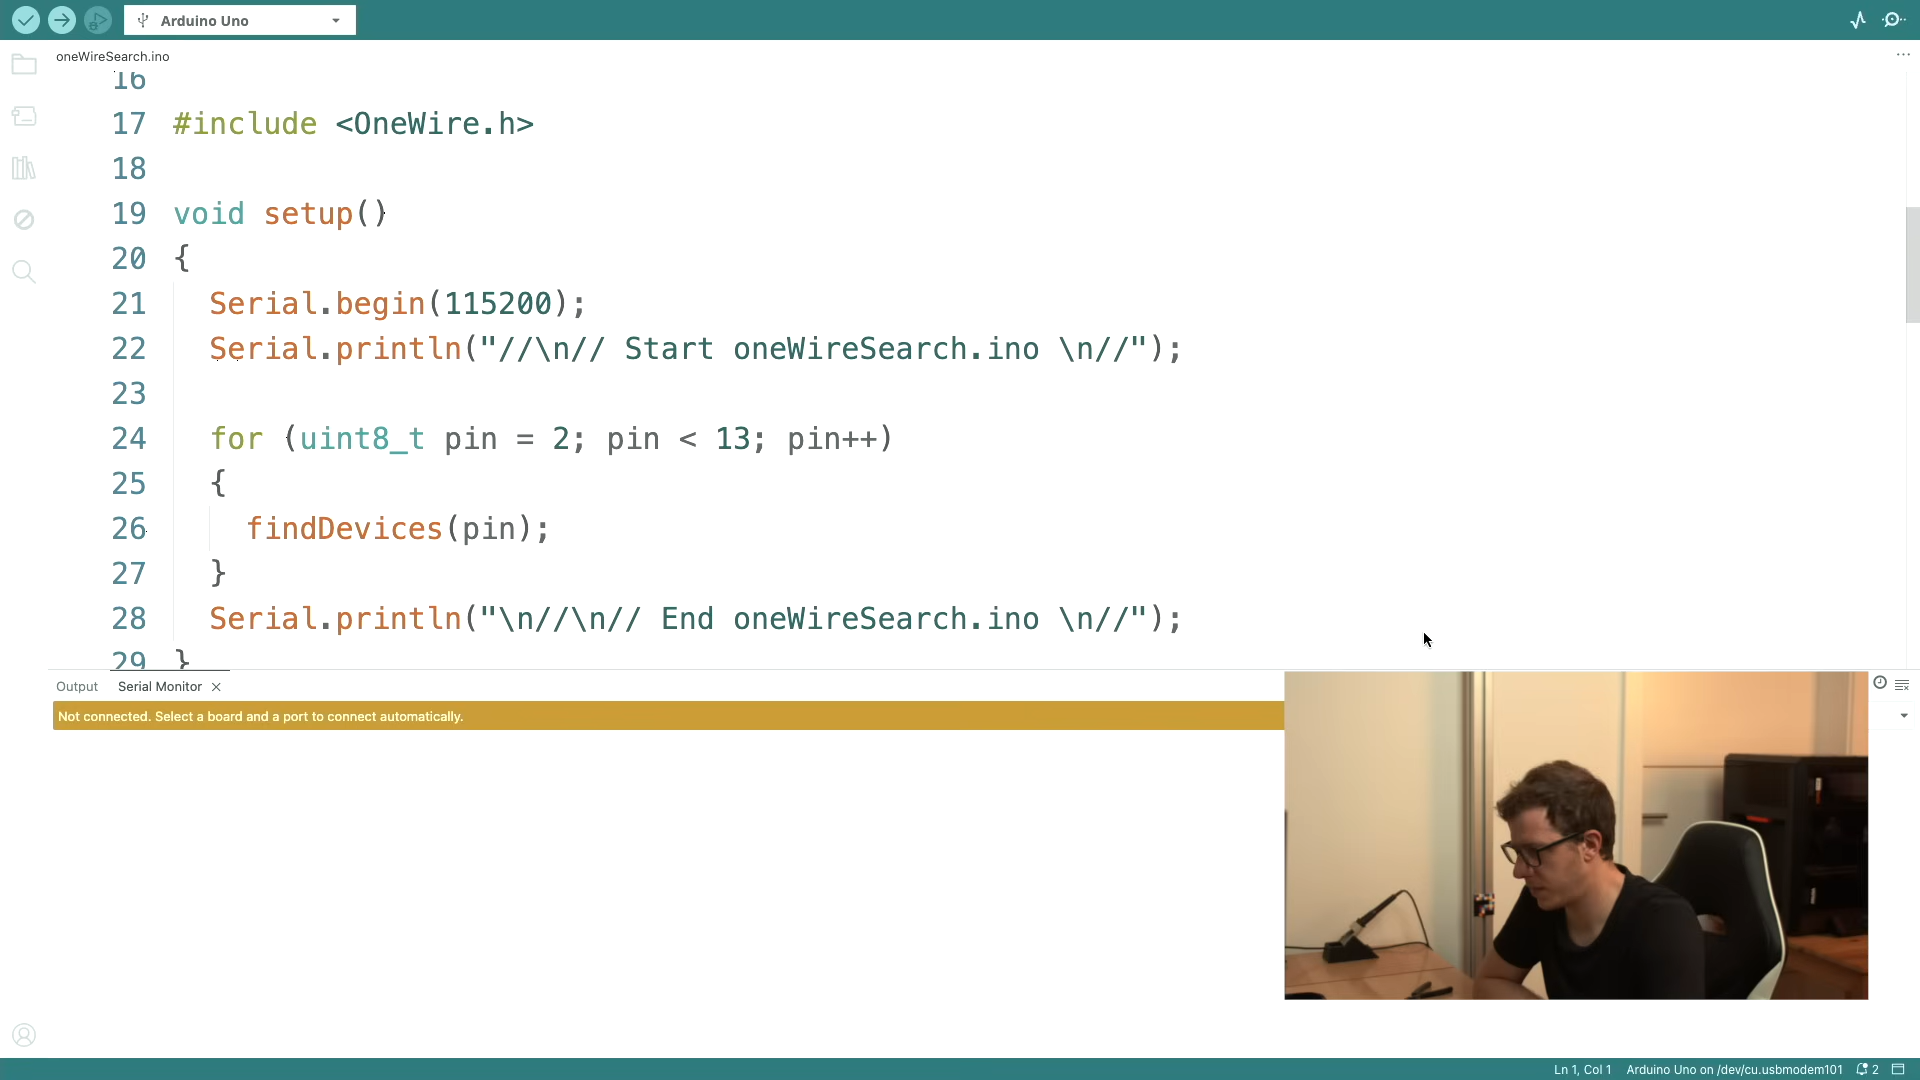 Arduino Uno
oneWireSearch.ino
16
17 #include <OneWire.h>
18
19 void setup()
20 {
21 Serial.begin(115200);
22 Serial.println("//\n// Start oneWireSearch.ino \n//");
23
24 for (uint8_t pin = 2; pin < 13; pin++)
25 {
26 findDevices(pin);
27 }
28 Serial.println("\n//\n// End oneWireSearch.ino \n//");
29 }
Output Serial Monitor
Not connected. Select a board and a port to connect automatically.
Ln 1, Col 1 Arduino Uno on /dev/cu.usbmodem101 2